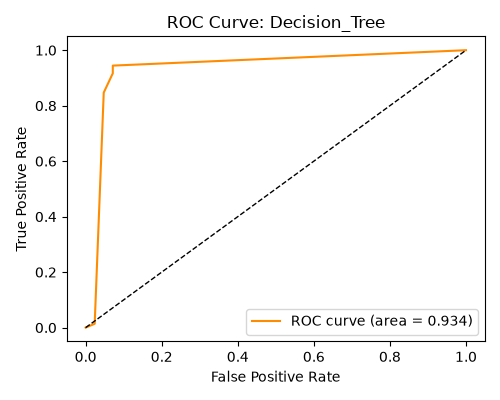 ROC Curve: Decision_Tree
True Positive Rate
1.0
0.8
0.6
0.4
0.2
0.0
ROC curve (area = 0.934)
0.0 0.2 0.4 0.6 0.8 1.0
False Positive Rate